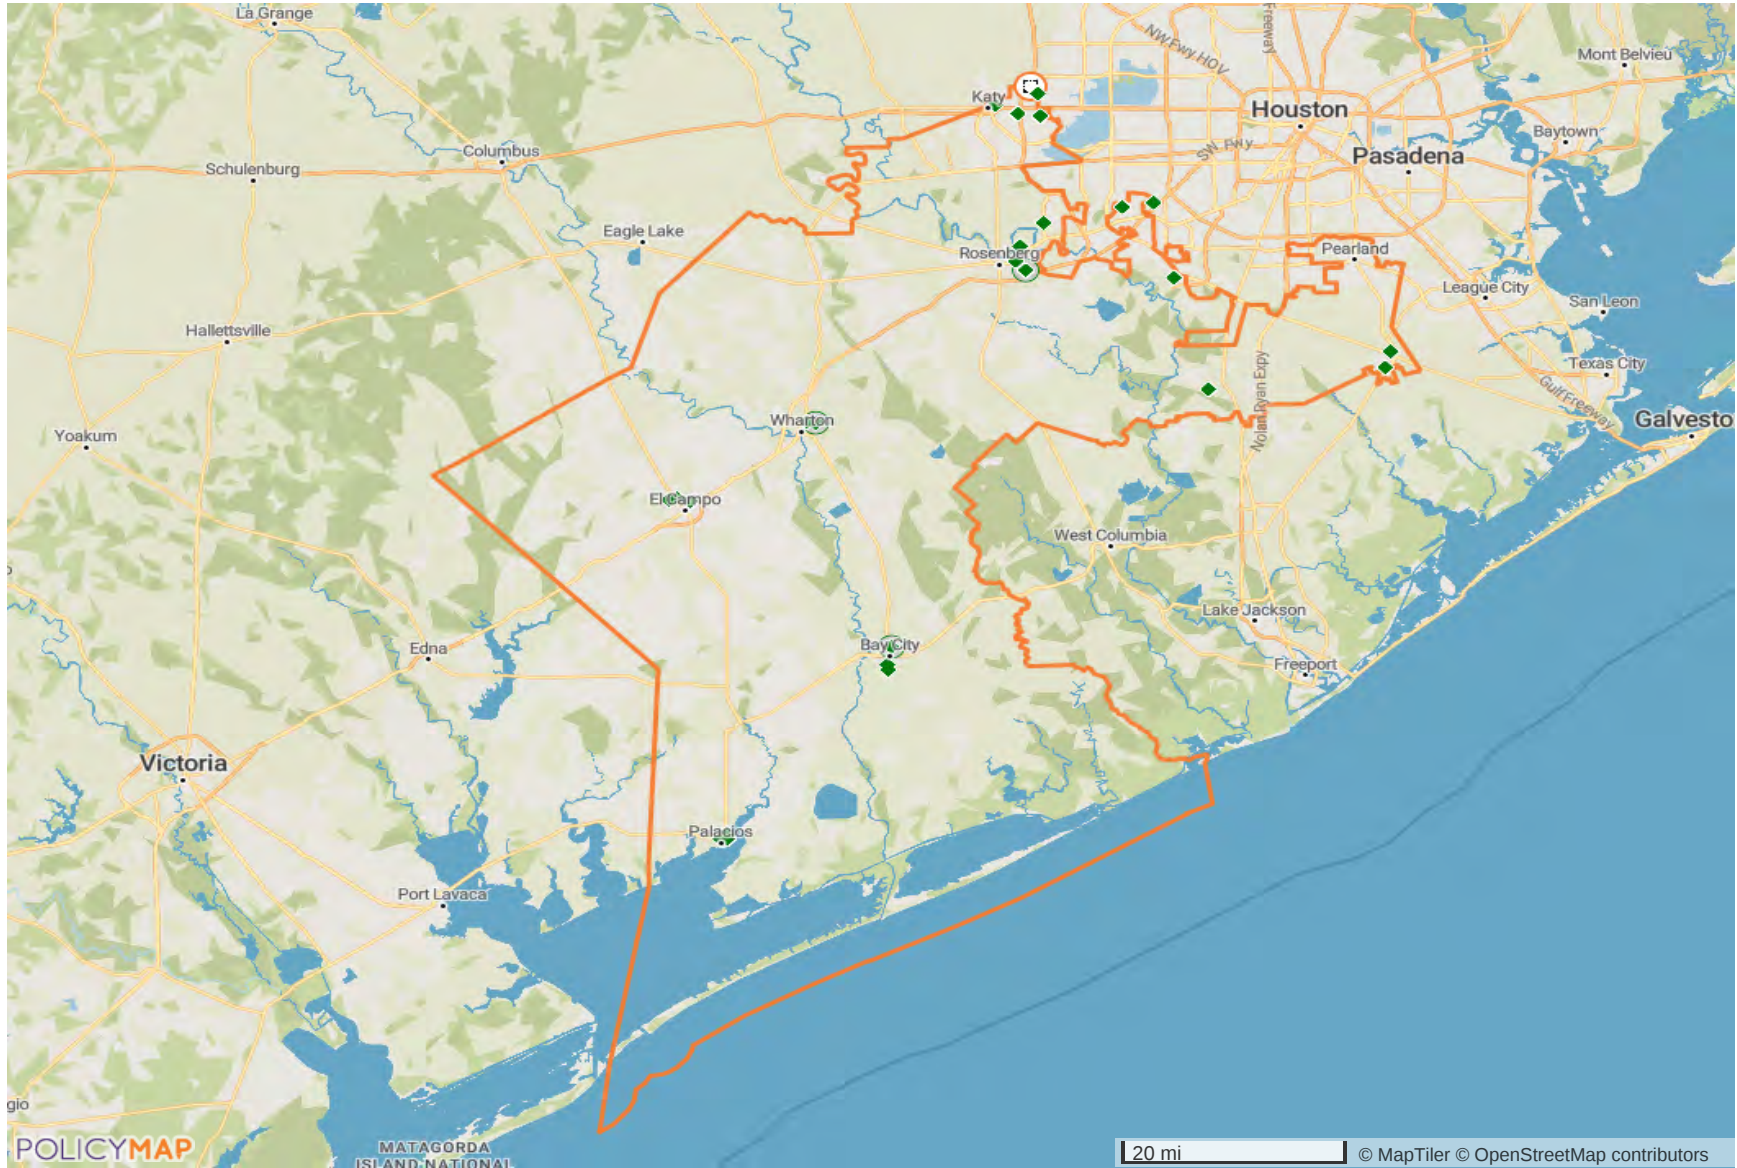 La Grange
NW Fwy HOV
Freeway
Mont Belvieu
Katy
Houston
Baytown
Columbus
SW Fwy
Pasadena
Schulenburg
Eagle Lake
Rosenberg
Pearland
League City
San Leon
Hallettsville
Texas City
Nolan Ryan Expy
Gulf Freeway
Wharton
Galvesto
Yoakum
El Campo
West Columbia
Lake Jackson
Edna
Bay City
Freeport
Victoria
Palacios
Port Lavaca
gio
POLICYMAP
MATAGORDA
ISLAND NATIONAL
20 mi
© MapTiler © OpenStreetMap contributors